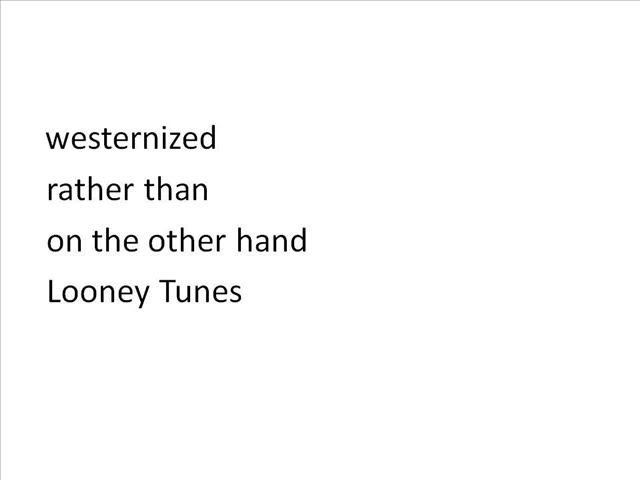 westernized
rather than
on the other hand
Looney Tunes